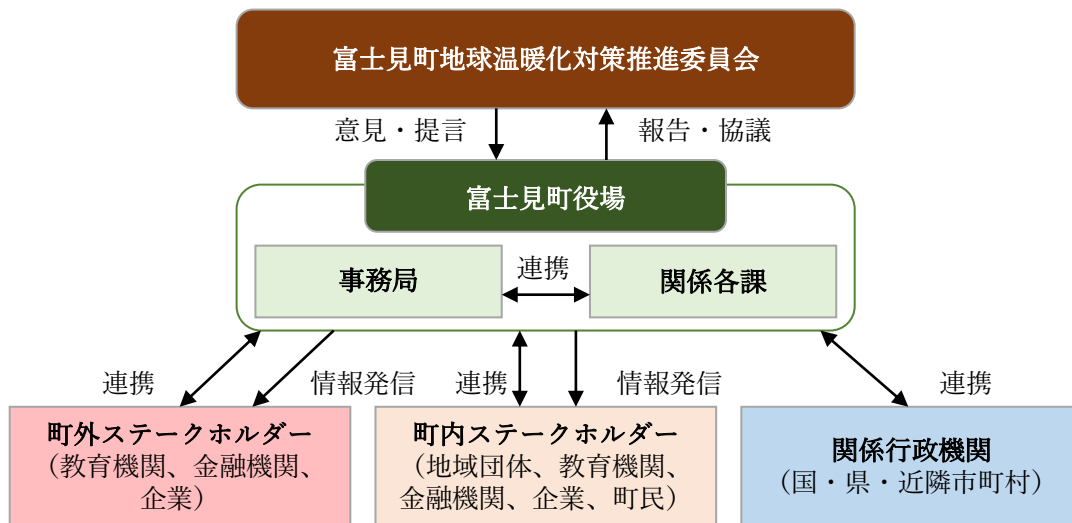 富士見町地球温暖化対策推進委員会
意見・提言
報告・協議
富士見町役場
事務局
連携
関係各課
連携
情報発信
連携
情報発信
連携
町外ステークホルダー
（教育機関、金融機関、
企業）
町内ステークホルダー
（地域団体、教育機関、
金融機関、企業、町民）
関係行政機関
（国・県・近隣市町村）